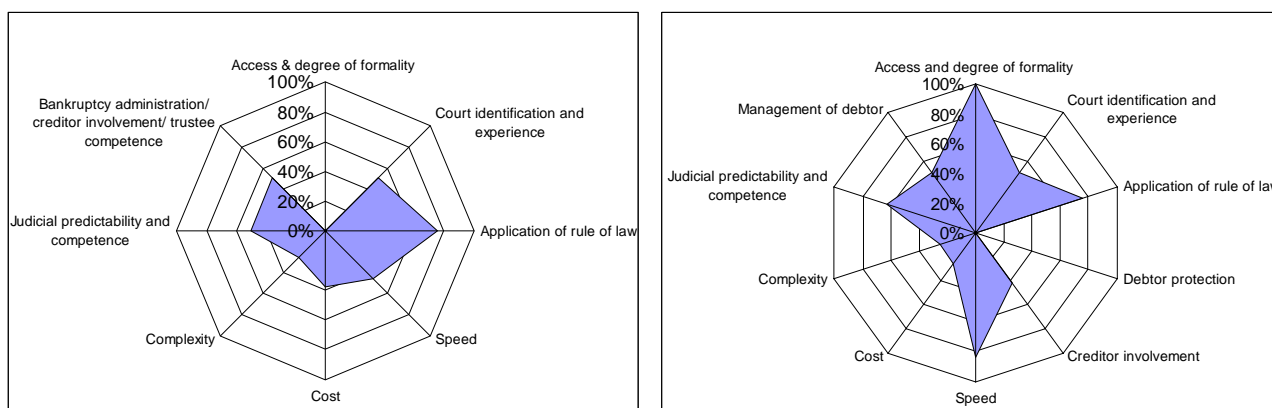 Access & degree of formality
100%
80%
60%
40%
20%
0%
Court identification and
experience
Application of rule of law
Speed
Cost
Complexity
Judicial predictability and
competence
Bankruptcy administration/
creditor involvement/ trustee
competence
Access and degree of formality
100%
80%
60%
40%
20%
0%
Court identification and
experience
Application of rule of law
Debtor protection
Creditor involvement
Speed
Cost
Complexity
Judicial predictability and
competence
Management of debtor